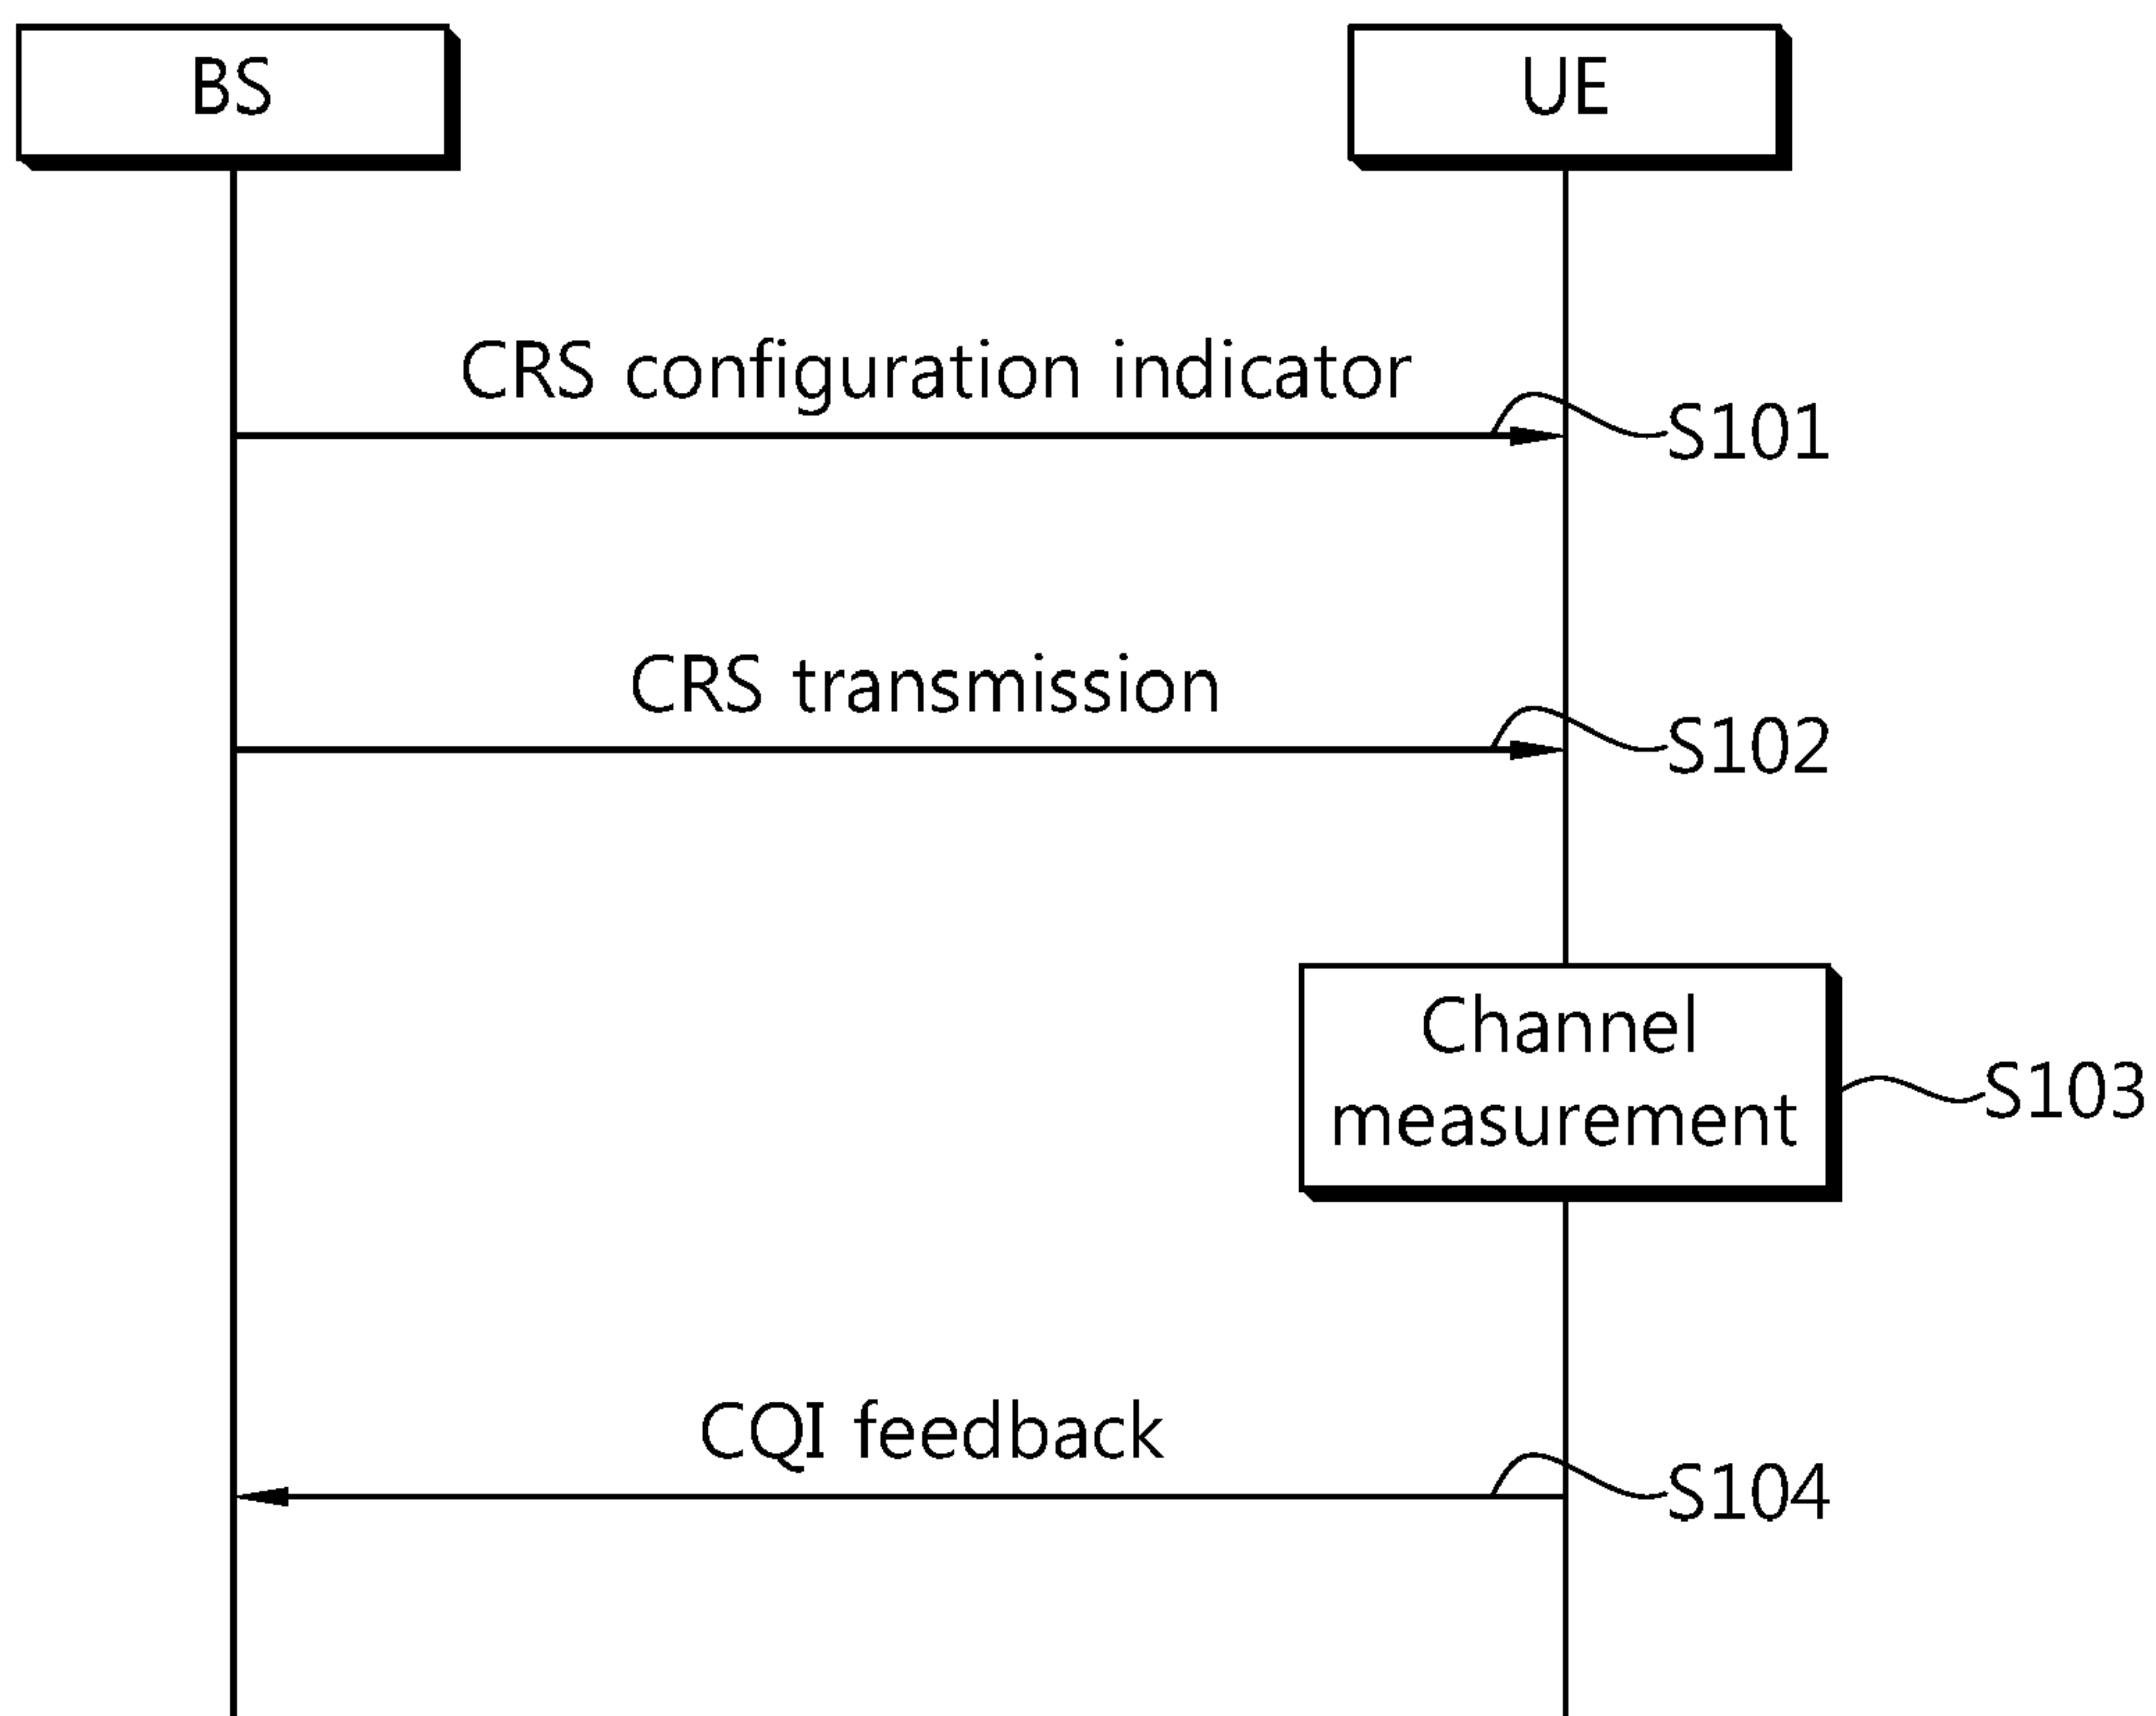 BS
UE
CRS configuration indicator
S101
CRS transmission
S102
Channel
measurement
S103
CQI feedback
S104